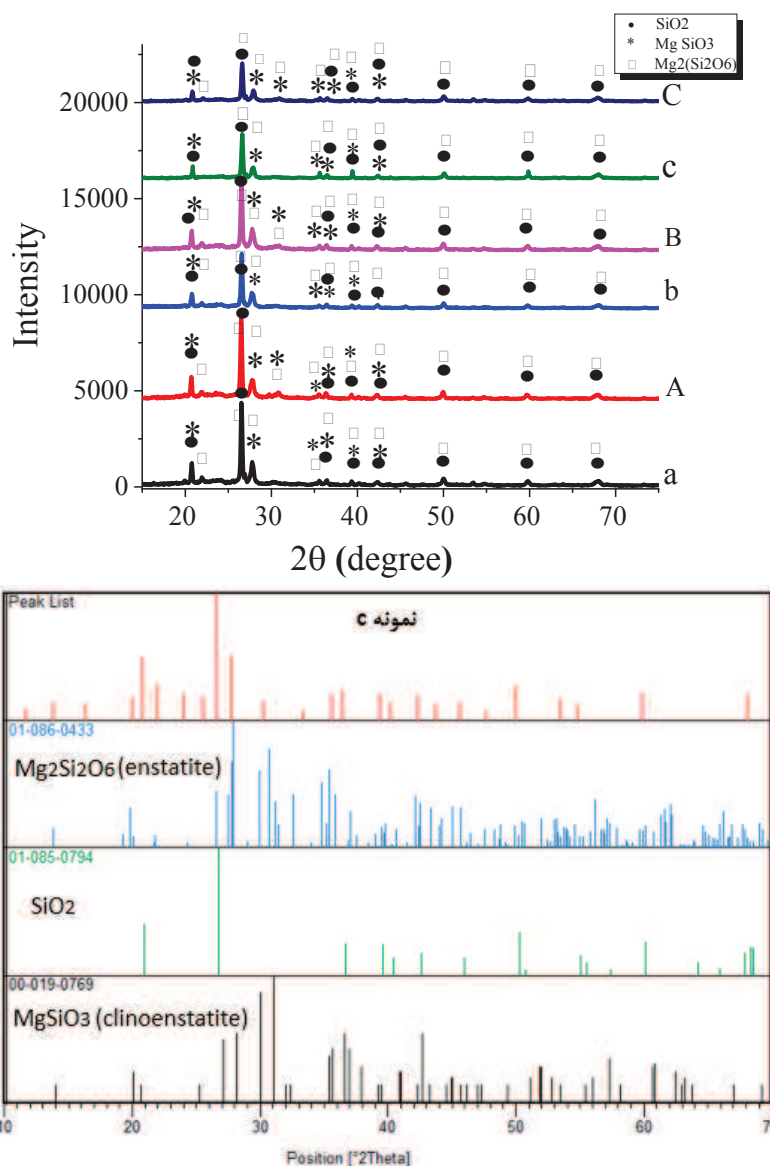 SiO2
Mg SiO3
Mg2(Si2O6)
20000
15000
10000
5000
0
Intensity
C
c
B
b
A
a
20 30 40 50 60 70
2θ (degree)
Peak List
نمونه c
01-086-0433
Mg2Si2O6 (enstatite)
01-085-0794
SiO2
00-019-0769
MgSiO3 (clinoenstatite)
10 20 30 40 50 60 7
Position [°2Theta]